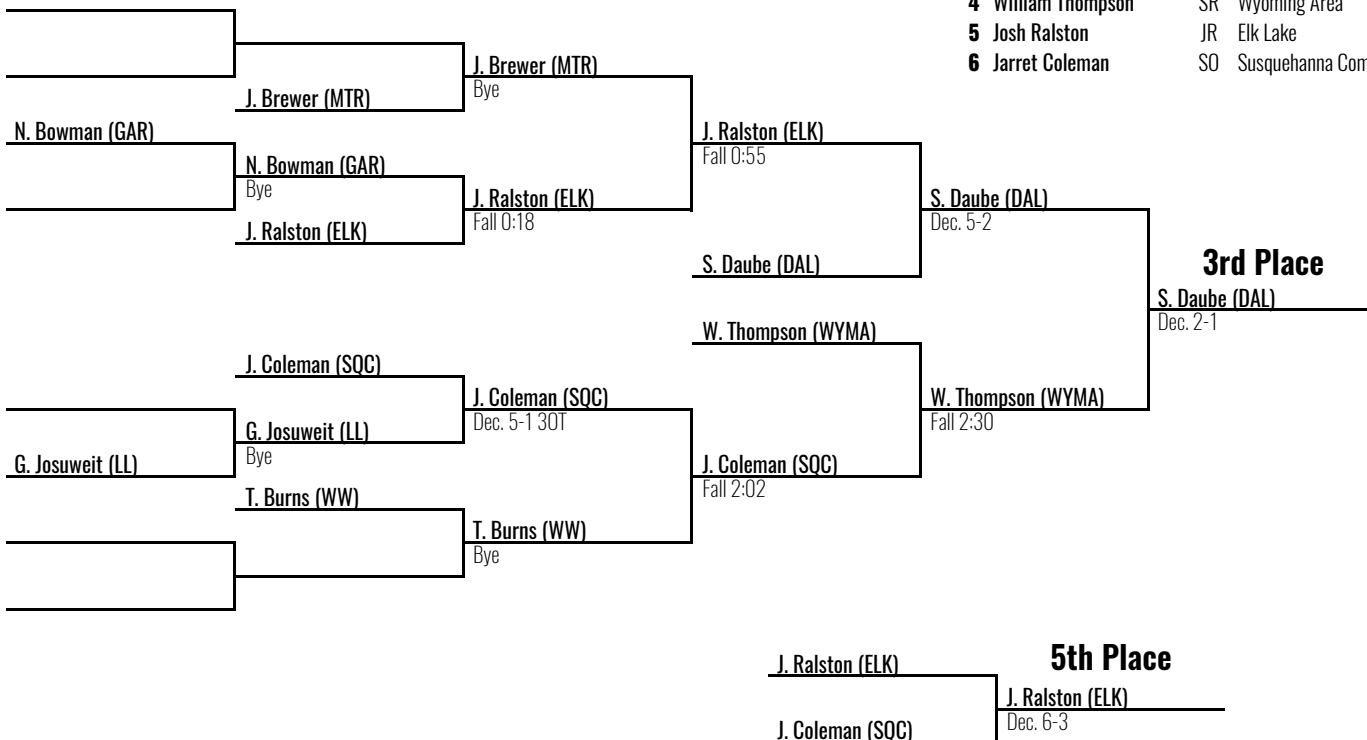 4 William Thompson SR Wyoming Area
5 Josh Ralston JR Elk Lake
6 Jarret Coleman SO Susquehanna Com
J. Brewer (MTR)
Bye
J. Brewer (MTR)
N. Bowman (GAR)
J. Ralston (ELK)
Fall 0:55
N. Bowman (GAR)
Bye
J. Ralston (ELK)
Fall 0:18
S. Daube (DAL)
Dec. 5-2
J. Ralston (ELK)
S. Daube (DAL)
3rd Place
S. Daube (DAL)
Dec. 2-1
W. Thompson (WYMA)
J. Coleman (SQC)
J. Coleman (SQC)
Dec. 5-1 3OT
W. Thompson (WYMA)
Fall 2:30
G. Josuweit (LL)
Bye
G. Josuweit (LL)
J. Coleman (SQC)
Fall 2:02
T. Burns (WW)
T. Burns (WW)
Bye
J. Ralston (ELK)
5th Place
J. Ralston (ELK)
Dec. 6-3
J. Coleman (SQC)